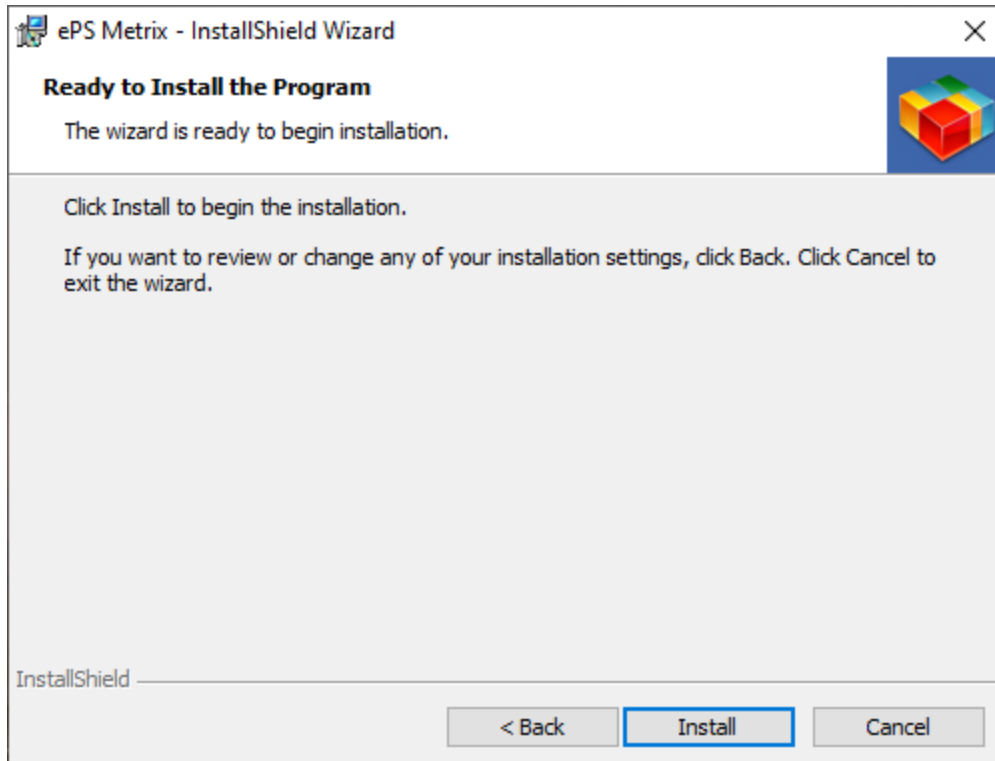 ePS Metrix - InstallShield Wizard
Ready to Install the Program
The wizard is ready to begin installation.
Click Install to begin the installation.
If you want to review or change any of your installation settings, click Back. Click Cancel to
exit the wizard.
InstallShield
< Back
Install
Cancel